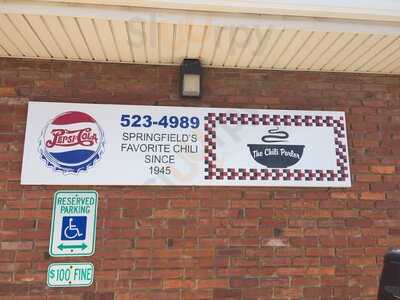 PEPSI-COLA
523-4989
SPRINGFIELD'S
FAVORITE CHILI
SINCE
1945
The Chili Parlor
RESERVED
PARKING
$100 FINE